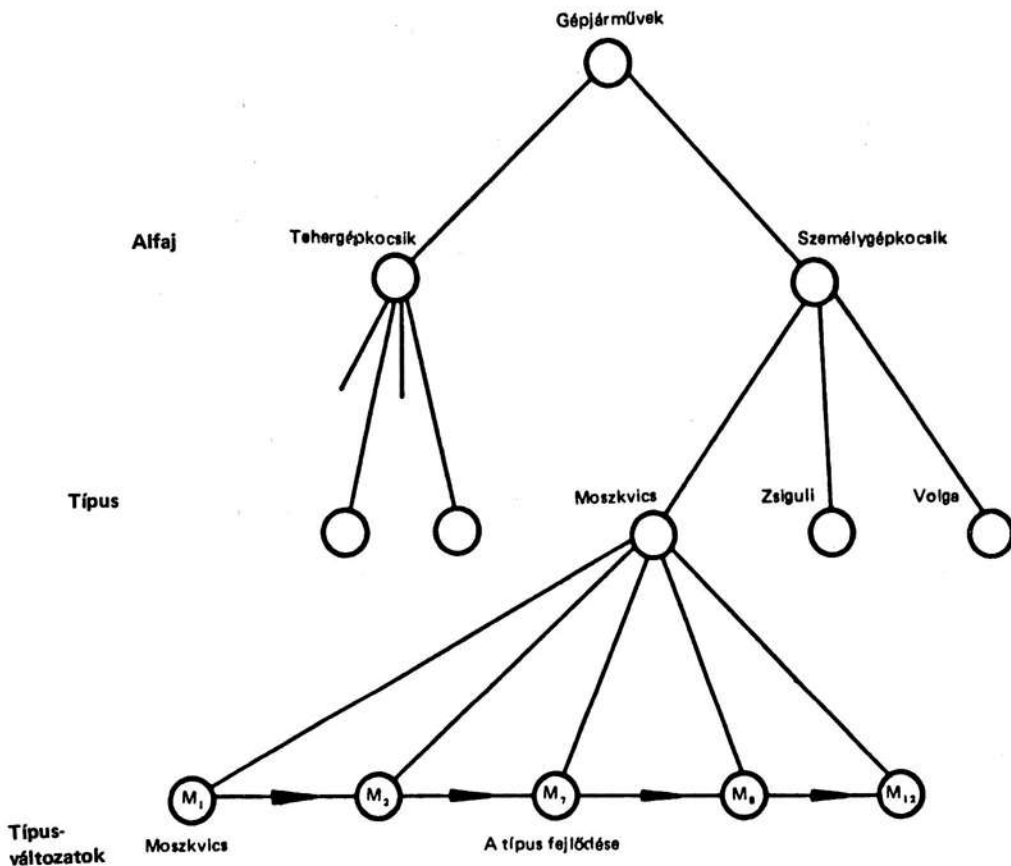 Gépjárművek
Alfaj
Tehergépkocsik
Személygépkocsik
Típus
Moszkvics
Zsiguli
Volga
M₁
M₂
M₇
M₈
M₁₂
Típus-
változatok
Moszkvics
A típus fejlődése